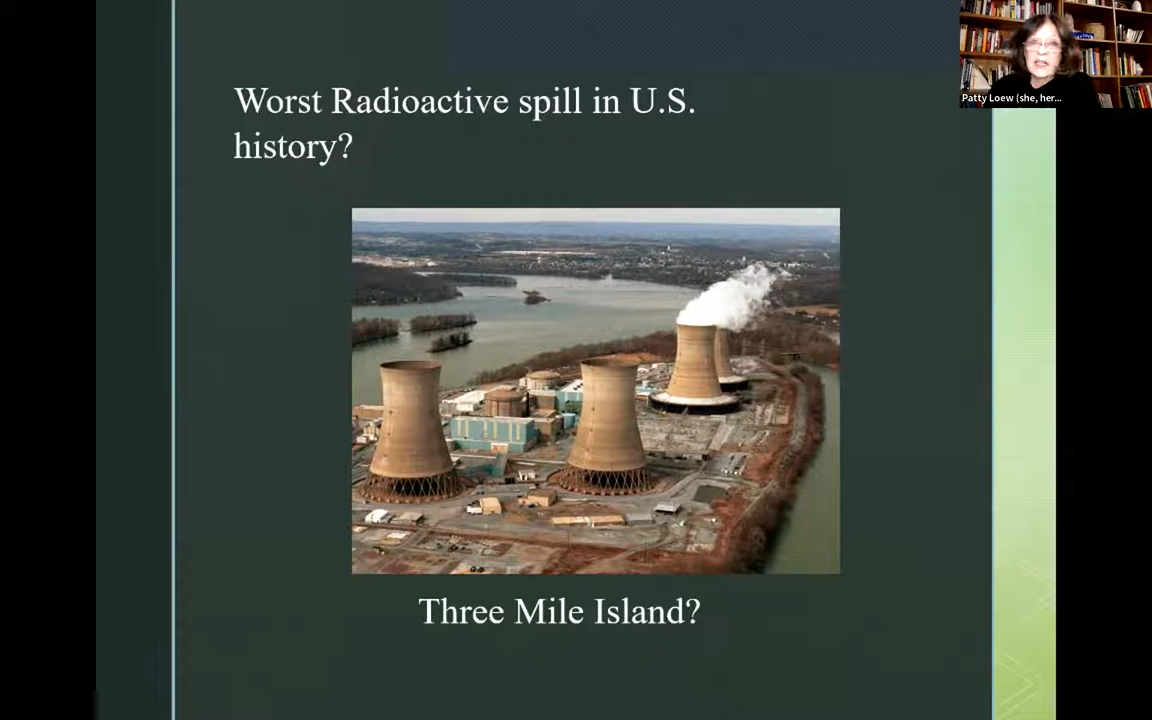 Worst Radioactive spill in U.S.
history?
Patty Loew (she, her...
Three Mile Island?